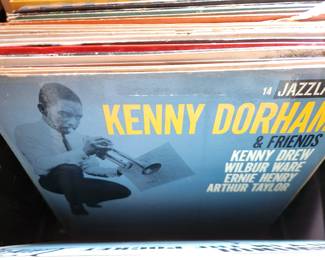 14 JAZZLA
KENNY DORHAM
& FRIENDS
KENNY DREW
WILBUR WARE
ERNIE HENRY
ARTHUR TAYLOR